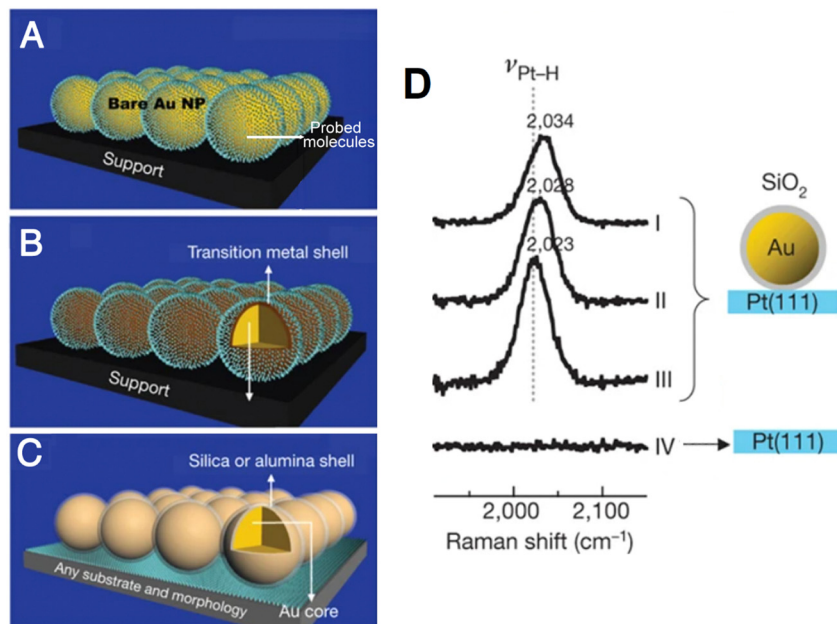 A
Bare Au NP
Probed
molecules
Support
B
Transition metal shell
Support
C
Silica or alumina shell
Any substrate and morphology
Au core
D
νPt–H
2,034
I
2,028
II
2,023
III
IV
SiO2
Au
Pt(111)
Pt(111)
2,000 2,100
Raman shift (cm⁻¹)